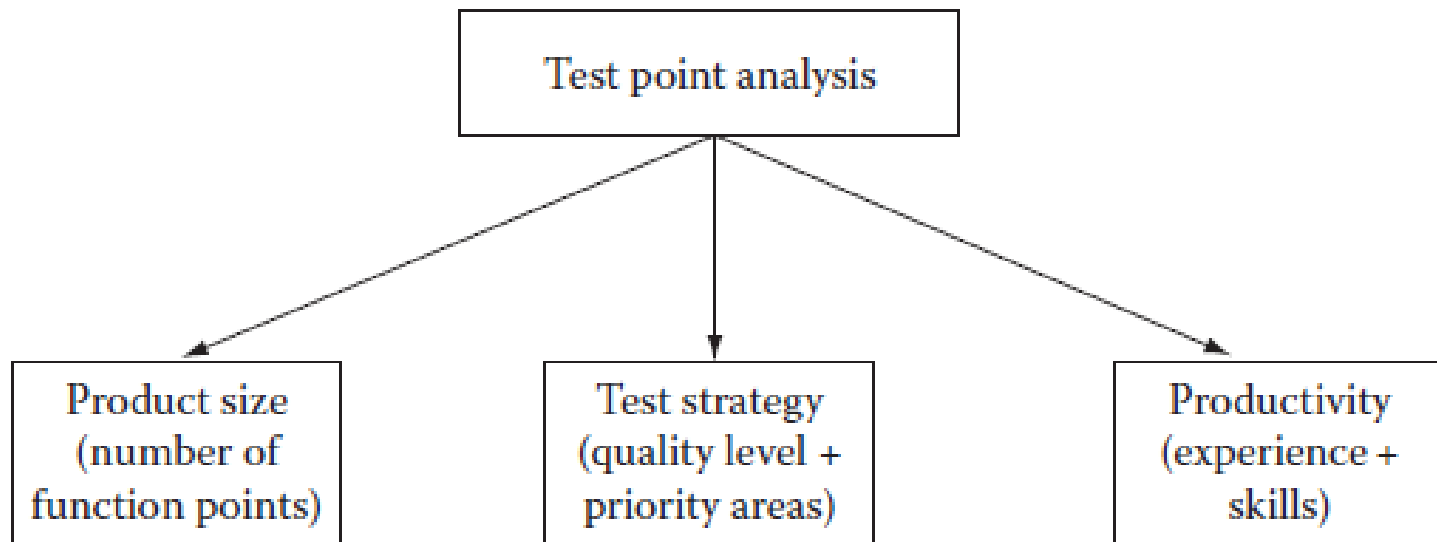 Test point analysis
Product size
(number of
function points)
Test strategy
(quality level +
priority areas)
Productivity
(experience +
skills)